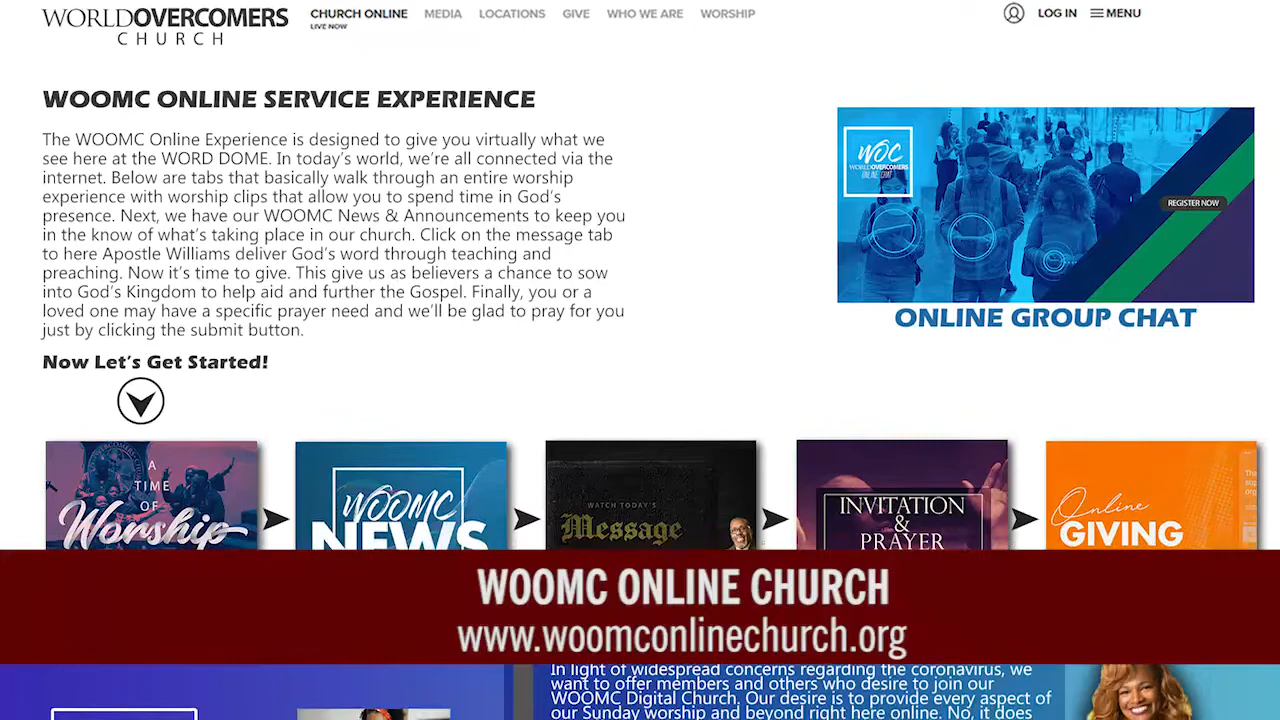 WORLDOVERCOMERS
CHURCH
CHURCH ONLINE
LIVE NOW
MEDIA
LOCATIONS
GIVE
WHO WE ARE
WORSHIP
LOG IN
MENU
WOOMC ONLINE SERVICE EXPERIENCE
The WOOMC Online Experience is designed to give you virtually what we
see here at the WORD DOME. In today's world, we're all connected via the
internet. Below are tabs that basically walk through an entire worship
experience with worship clips that allow you to spend time in God's
presence. Next, we have our WOOMC News & Announcements to keep you
in the know of what's taking place in our church. Click on the message tab
to here Apostle Williams deliver God's word through teaching and
preaching. Now it's time to give. This give us as believers a chance to sow
into God's Kingdom to help aid and further the Gospel. Finally, you or a
loved one may have a specific prayer need and we'll be glad to pray for you
just by clicking the submit button.
Now Let's Get Started!
WOC
WORLDOVERCOMERS
ONLINE CHAT
REGISTER NOW
ONLINE GROUP CHAT
A
TIME
OF
Worship
WOOMC
NEWS
WATCH TODAY'S
Message
INVITATION
&
PRAYER
Online
GIVING
WOOMC ONLINE CHURCH
www.woomconlinechurch.org
In light of widespread concerns regarding the coronavirus, we
want to offer members and others who desire to join our
WOOMC Digital Church. Our desire is to provide every aspect of
our Sunday worship and beyond right here online. No, it does